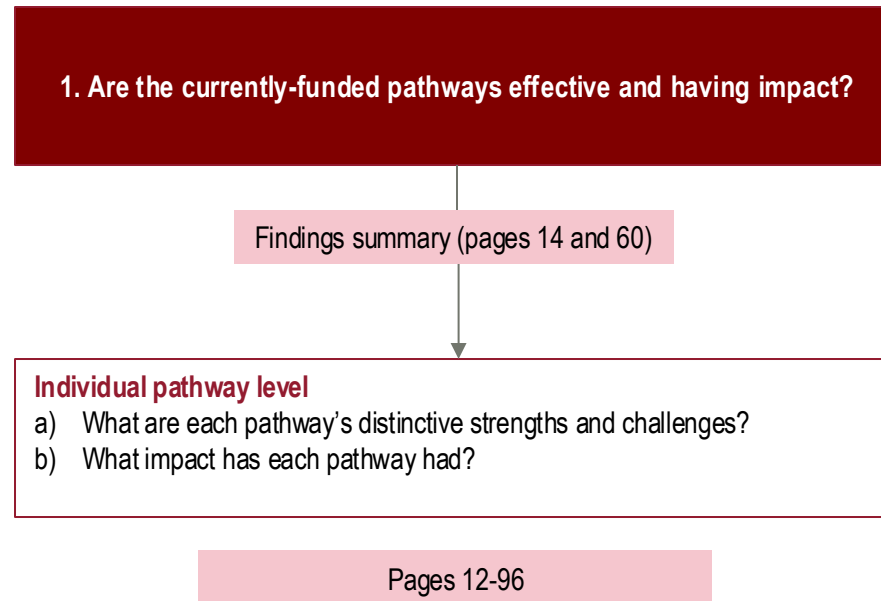 1. Are the currently-funded pathways effective and having impact?
Findings summary (pages 14 and 60)
Individual pathway level
a) What are each pathway's distinctive strengths and challenges?
b) What impact has each pathway had?
Pages 12-96